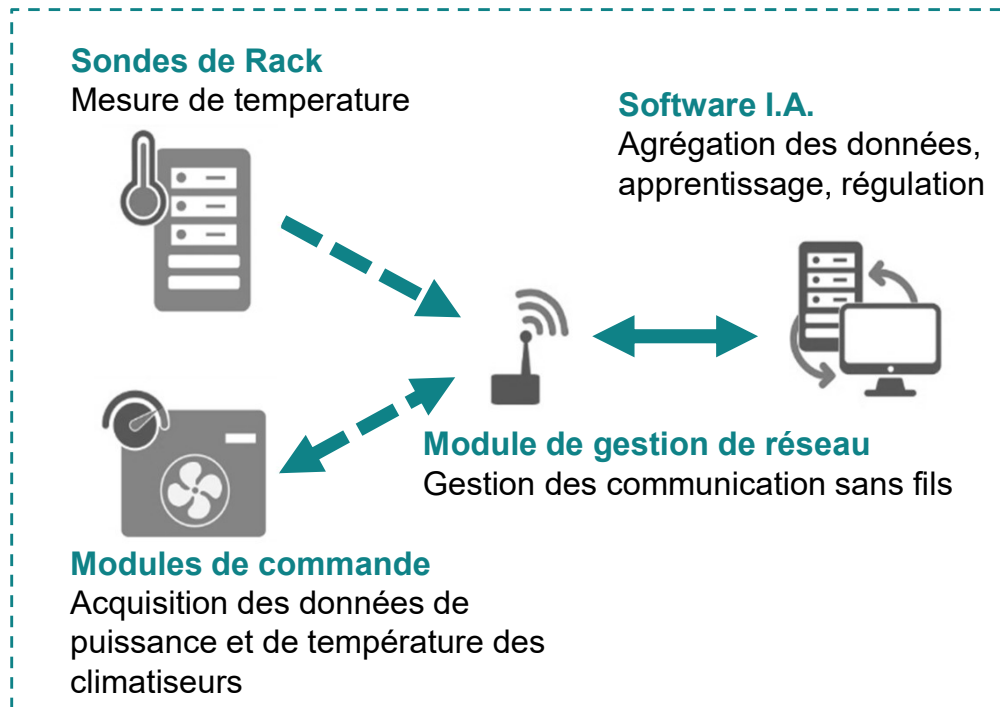 Sondes de Rack
Mesure de temperature
Software I.A.
Agrégation des données,
apprentissage, régulation
Module de gestion de réseau
Gestion des communication sans fils
Modules de commande
Acquisition des données de
puissance et de température des
climatiseurs